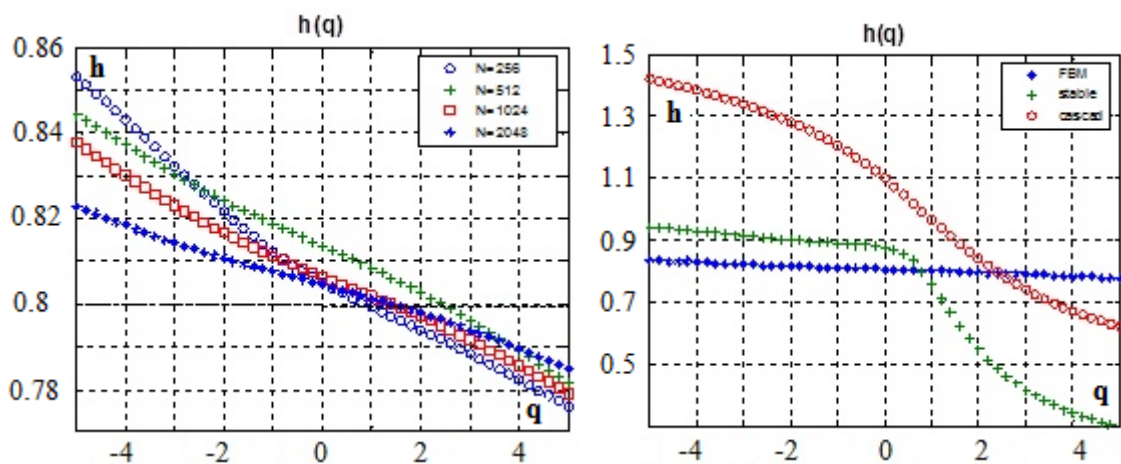 h(q)
0.86
0.84
0.82
0.8
0.78
h
N=256
N=512
N=1024
N=2048
q
-4 -2 0 2 4
h(q)
1.5
1.3
1.1
0.9
0.7
0.5
h
FBM
stable
cascad
q
-4 -2 0 2 4